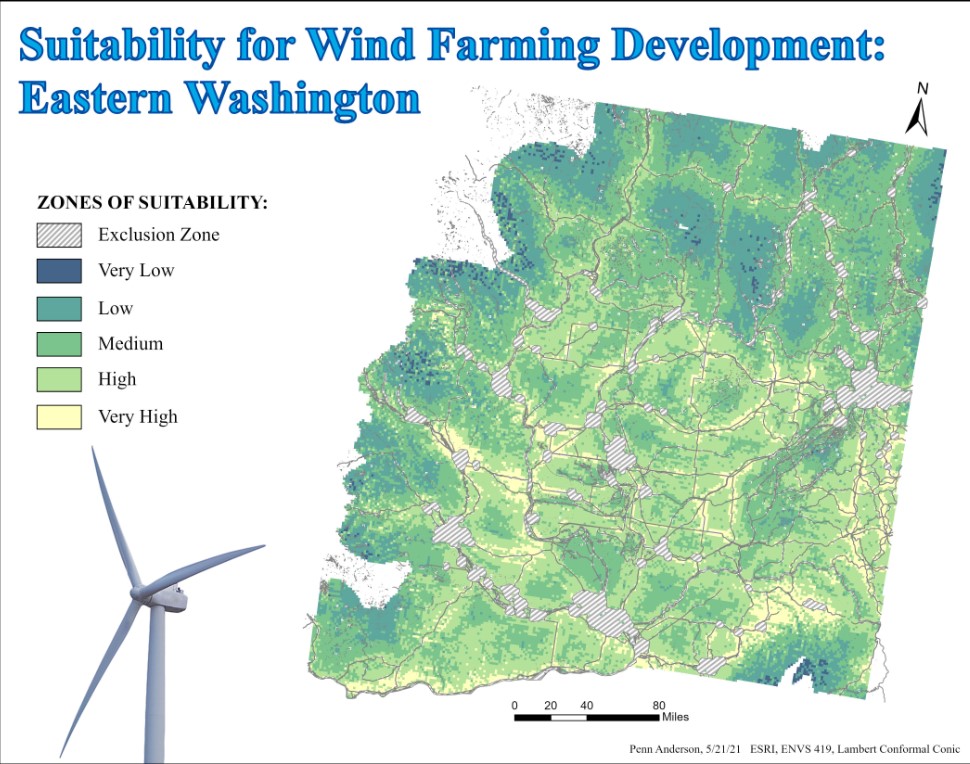 Suitability for Wind Farming Development:
Eastern Washington
N
ZONES OF SUITABILITY:
Exclusion Zone
Very Low
Low
Medium
High
Very High
0 20 40 80
Miles
Penn Anderson, 5/21/21 ESRI, ENVS 419, Lambert Conformal Conic